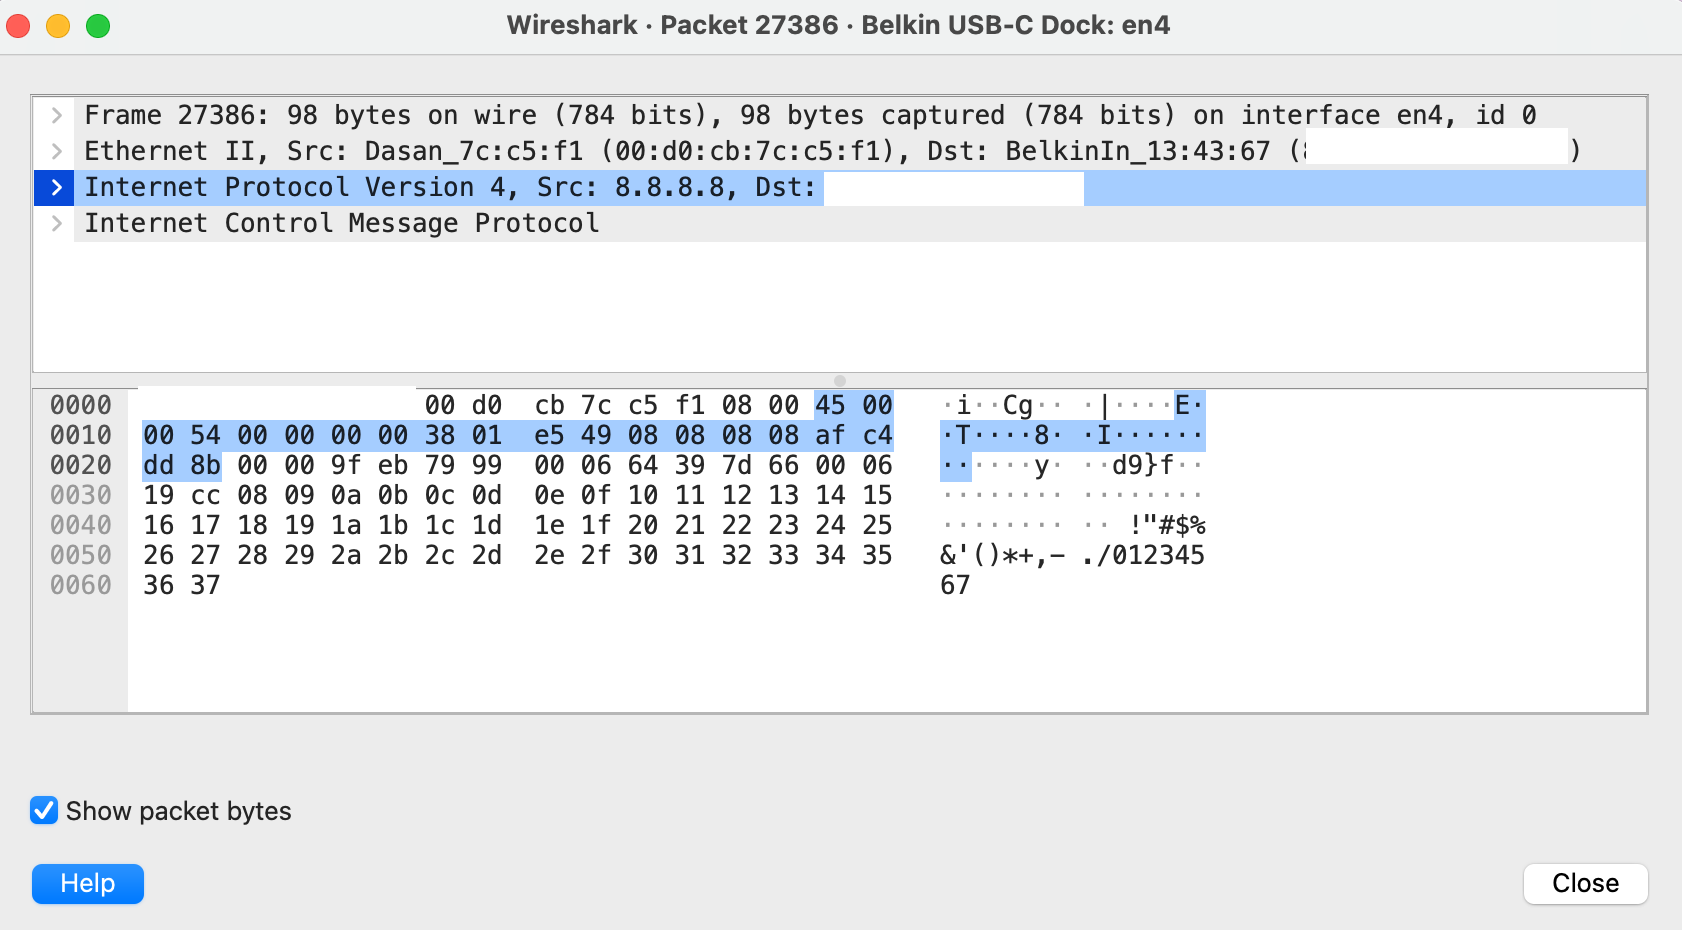 Wireshark · Packet 27386 · Belkin USB-C Dock: en4
Frame 27386: 98 bytes on wire (784 bits), 98 bytes captured (784 bits) on interface en4, id 0
Ethernet II, Src: Dasan_7c:c5:f1 (00:d0:cb:7c:c5:f1), Dst: BelkinIn_13:43:67 ( )
Internet Protocol Version 4, Src: 8.8.8.8, Dst:
Internet Control Message Protocol
0000 00 d0 cb 7c c5 f1 08 00 45 00 ·i··Cg·· ·|····E·
0010 00 54 00 00 00 00 38 01 e5 49 08 08 08 08 af c4 ·T····8· ·I······
0020 dd 8b 00 00 9f eb 79 99 00 06 64 39 7d 66 00 06 ······y· ··d9}f··
0030 19 cc 08 09 0a 0b 0c 0d 0e 0f 10 11 12 13 14 15 ········ ········
0040 16 17 18 19 1a 1b 1c 1d 1e 1f 20 21 22 23 24 25 ········ ·· !"#$%
0050 26 27 28 29 2a 2b 2c 2d 2e 2f 30 31 32 33 34 35 &'()*+,- ./012345
0060 36 37 67
Show packet bytes
Help
Close